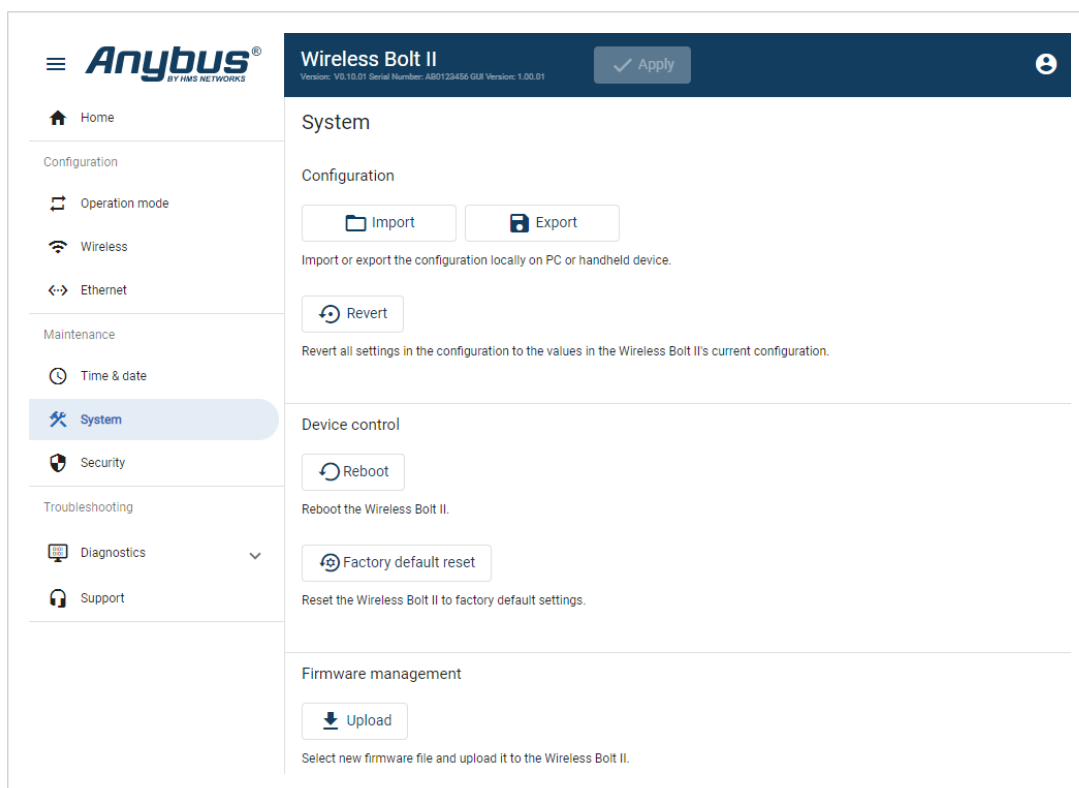 Anybus®
BY HMS NETWORKS
Wireless Bolt II
Version: V0.10.01 Serial Number: AB0123456 GUI Version: 1.00.01
Apply
Home
Configuration
Operation mode
Wireless
Ethernet
Maintenance
Time & date
System
Security
Troubleshooting
Diagnostics
Support
System
Configuration
Import
Export
Import or export the configuration locally on PC or handheld device.
Revert
Revert all settings in the configuration to the values in the Wireless Bolt II's current configuration.
Device control
Reboot
Reboot the Wireless Bolt II.
Factory default reset
Reset the Wireless Bolt II to factory default settings.
Firmware management
Upload
Select new firmware file and upload it to the Wireless Bolt II.